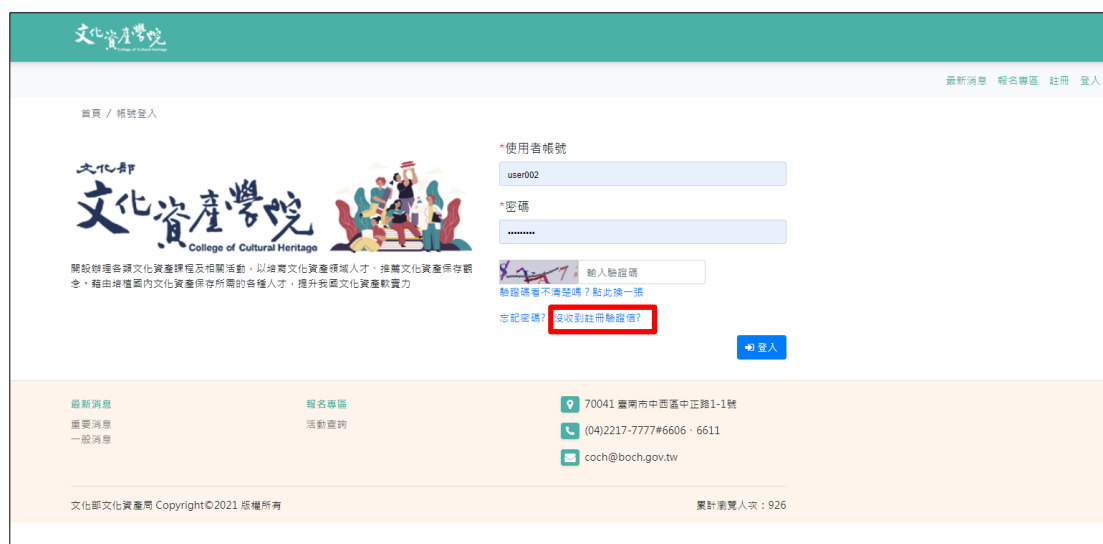 文化資產學院
College of Cultural Heritage
最新消息 報名專區 註冊 登入
首頁 / 帳號登入
文化部
文化資產學院
College of Cultural Heritage
開設辦理各類文化資產課程及相關活動，以培育文化資產領域人才、推薦文化資產保存觀
念，藉由培植國內文化資產保存所需的各種人才，提升我國文化資產軟實力
*使用者帳號
user002
*密碼
•••••••••
輸入驗證碼
驗證碼看不清楚嗎？點此換一張
忘記密碼? 沒收到註冊驗證信?
登入
最新消息
重要消息
一般消息
報名專區
活動查詢
70041 臺南市中西區中正路1-1號
(04)2217-7777#6606、6611
coch@boch.gov.tw
文化部文化資產局 Copyright©2021 版權所有
累計瀏覽人次：926